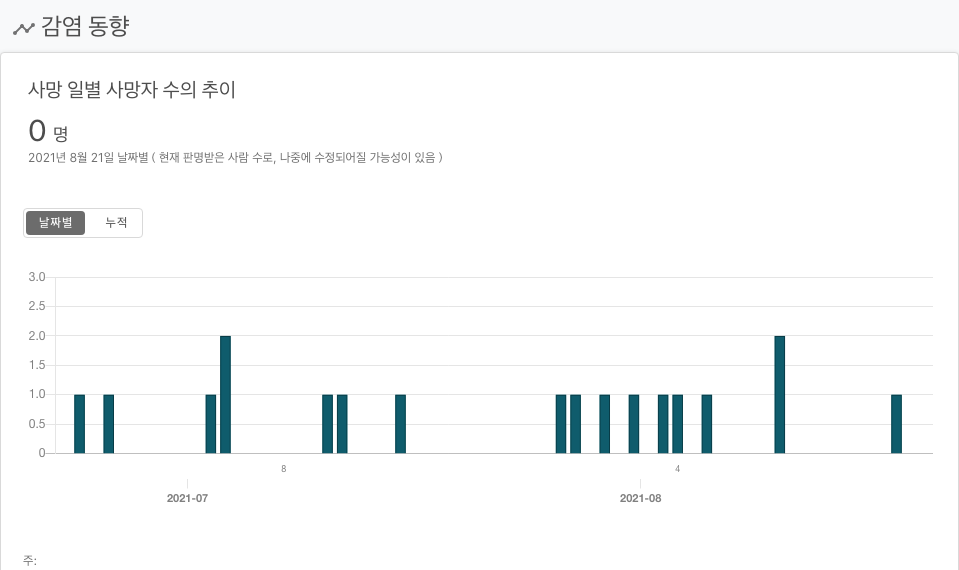 감염 동향
사망 일별 사망자 수의 추이
0 명
2021년 8월 21일 날짜별 ( 현재 판명받은 사람 수로, 나중에 수정되어질 가능성이 있음 )
날짜별 누적
3.0
2.5
2.0
1.5
1.0
0.5
0
8 4
2021-07 2021-08
주: